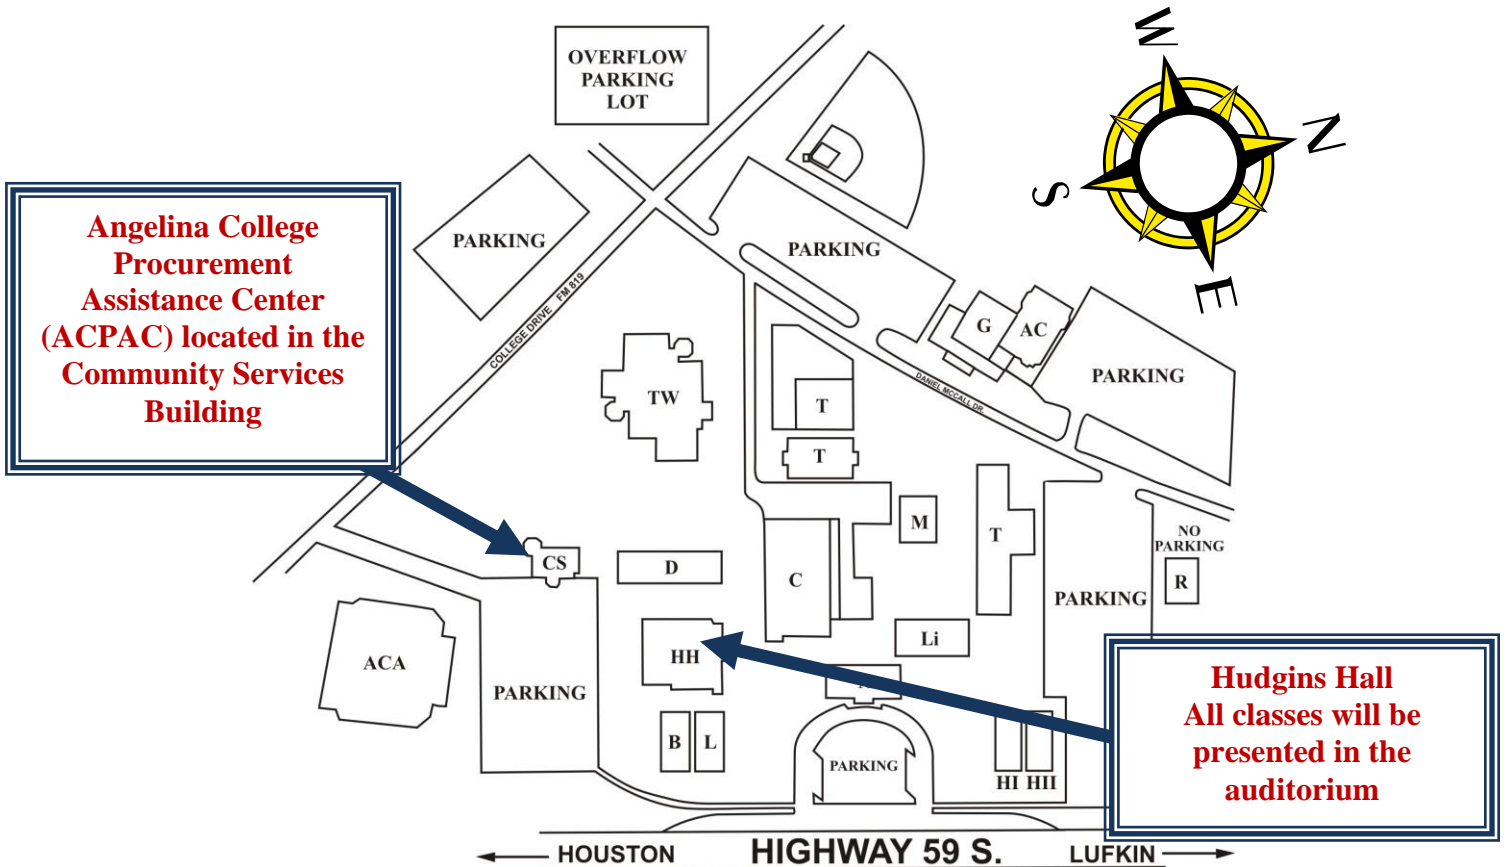 OVERFLOW
PARKING
LOT
W
N
S
E
Angelina College
Procurement
Assistance Center
(ACPAC) located in the
Community Services
Building
PARKING
PARKING
COLLEGE DRIVE FM 819
G
AC
PARKING
DANIEL MCCALL DR.
TW
T
T
M
T
NO
PARKING
R
CS
D
C
PARKING
Li
ACA
HH
PARKING
B
L
PARKING
HI
HII
Hudgins Hall
All classes will be
presented in the
auditorium
HOUSTON
HIGHWAY 59 S.
LUFKIN